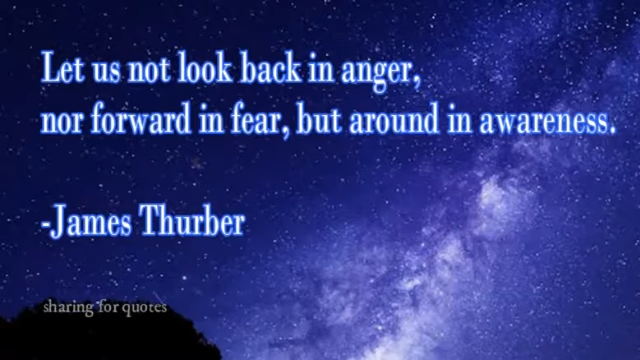 Let us not look back in anger,
nor forward in fear, but around in awareness.
-James Thurber
sharing for quotes